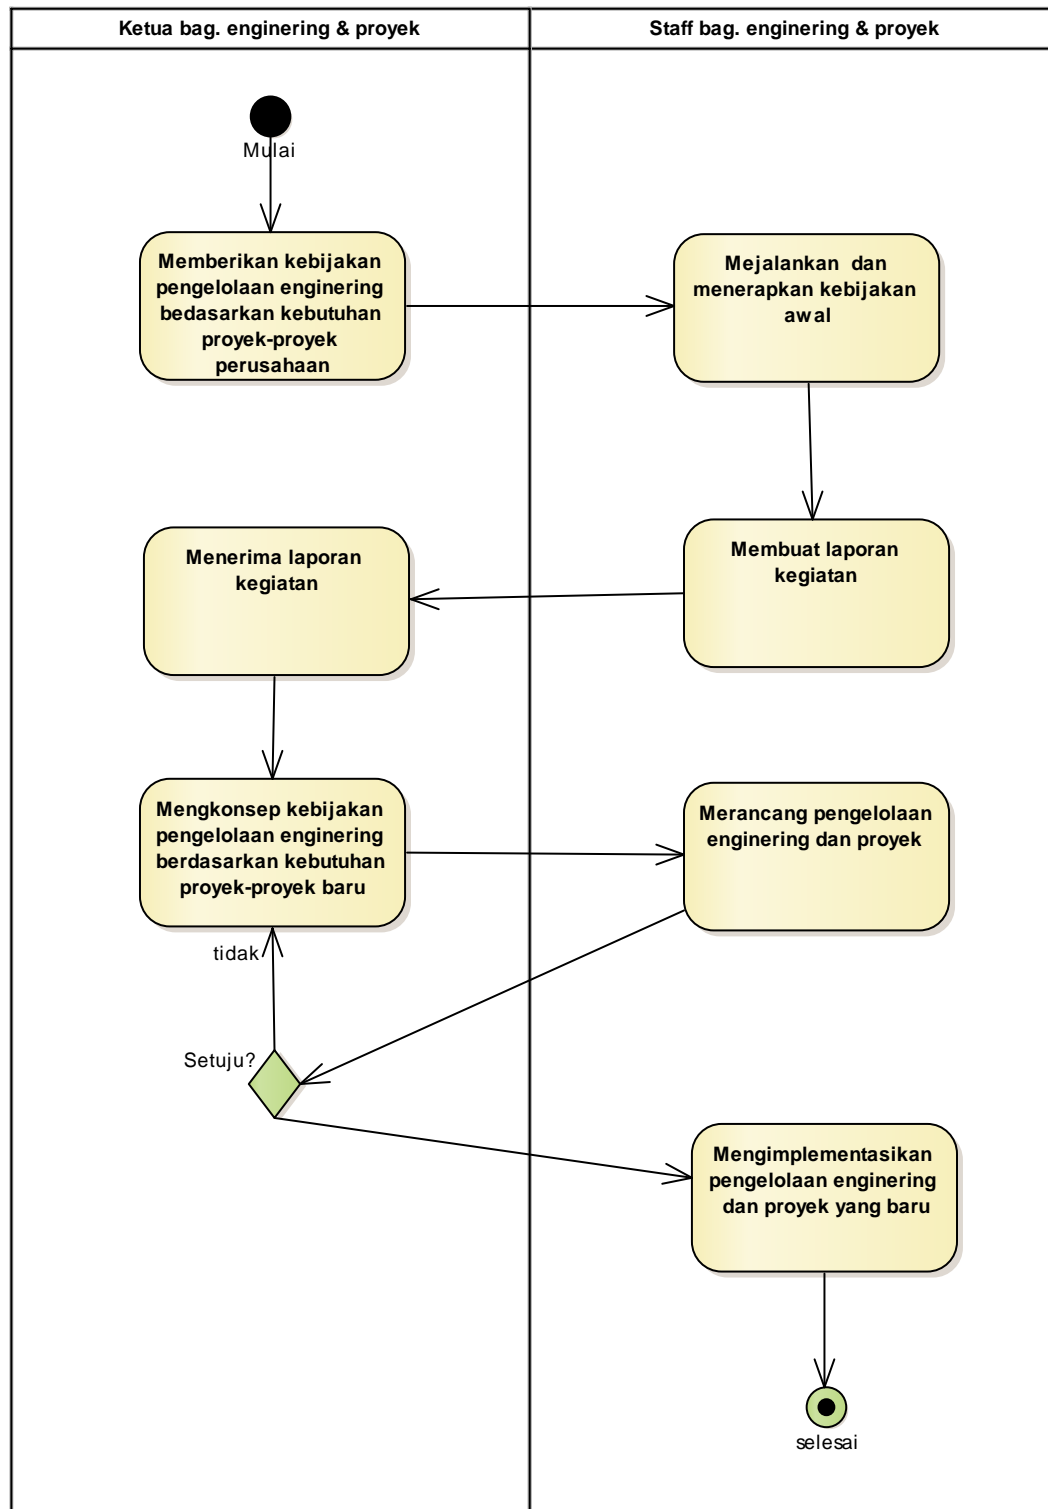 Ketua bag. enginering & proyek
Staff bag. enginering & proyek
Mulai
Memberikan kebijakan
pengelolaan enginering
bedasarkan kebutuhan
proyek-proyek
perusahaan
Mejalankan dan
menerapkan kebijakan
awal
Menerima laporan
kegiatan
Membuat laporan
kegiatan
Mengkonsep kebijakan
pengelolaan enginering
berdasarkan kebutuhan
proyek-proyek baru
Merancang pengelolaan
enginering dan proyek
tidak
Setuju?
Mengimplementasikan
pengelolaan enginering
dan proyek yang baru
selesai